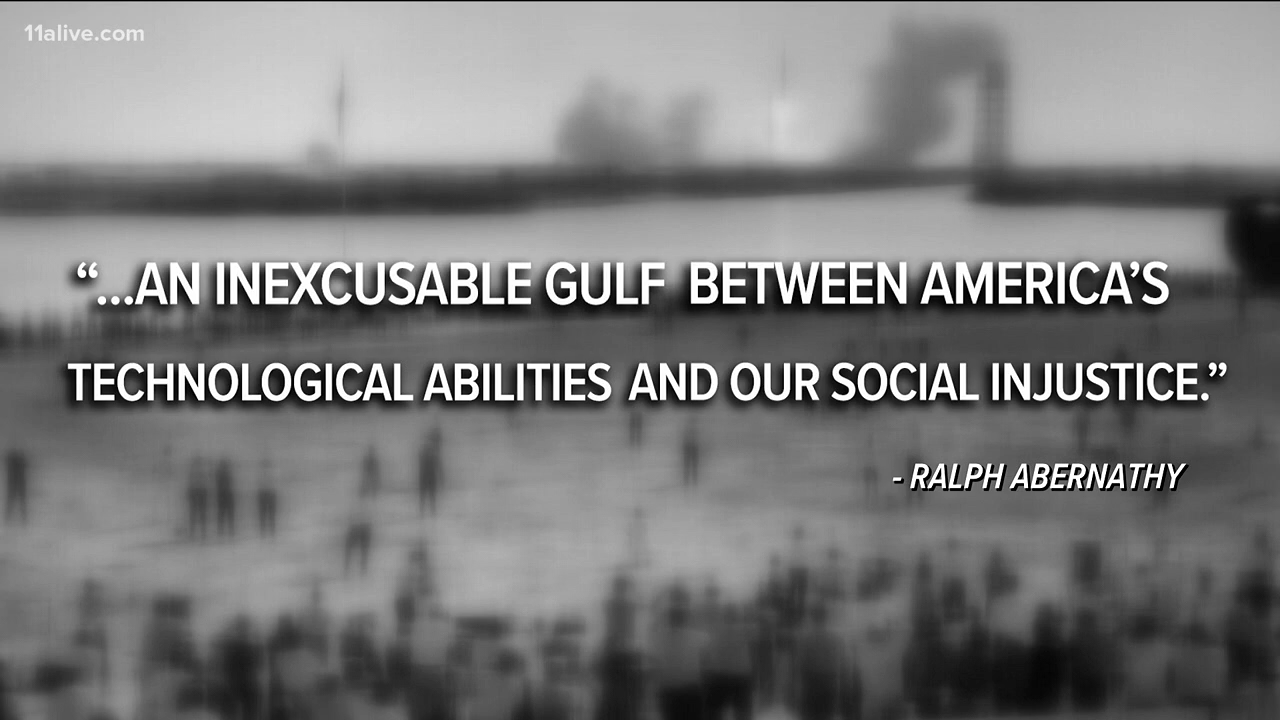 11alive.com
“...AN INEXCUSABLE GULF BETWEEN AMERICA’S
TECHNOLOGICAL ABILITIES AND OUR SOCIAL INJUSTICE.”
- RALPH ABERNATHY